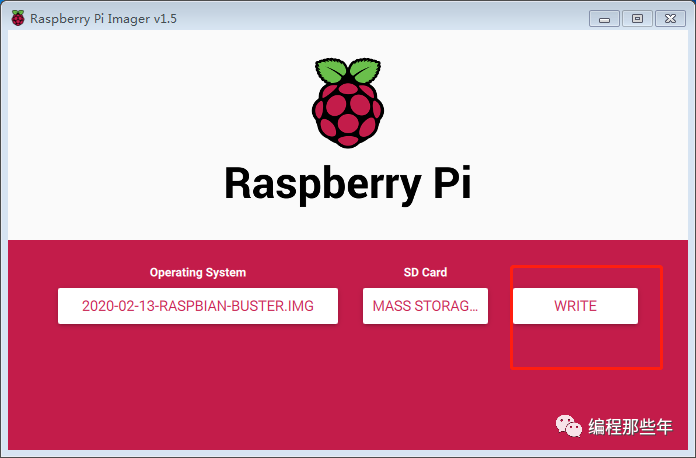 Raspberry Pi Imager v1.5
Raspberry Pi
Operating System
SD Card
2020-02-13-RASPBIAN-BUSTER.IMG
MASS STORAG...
WRITE
编程那些年